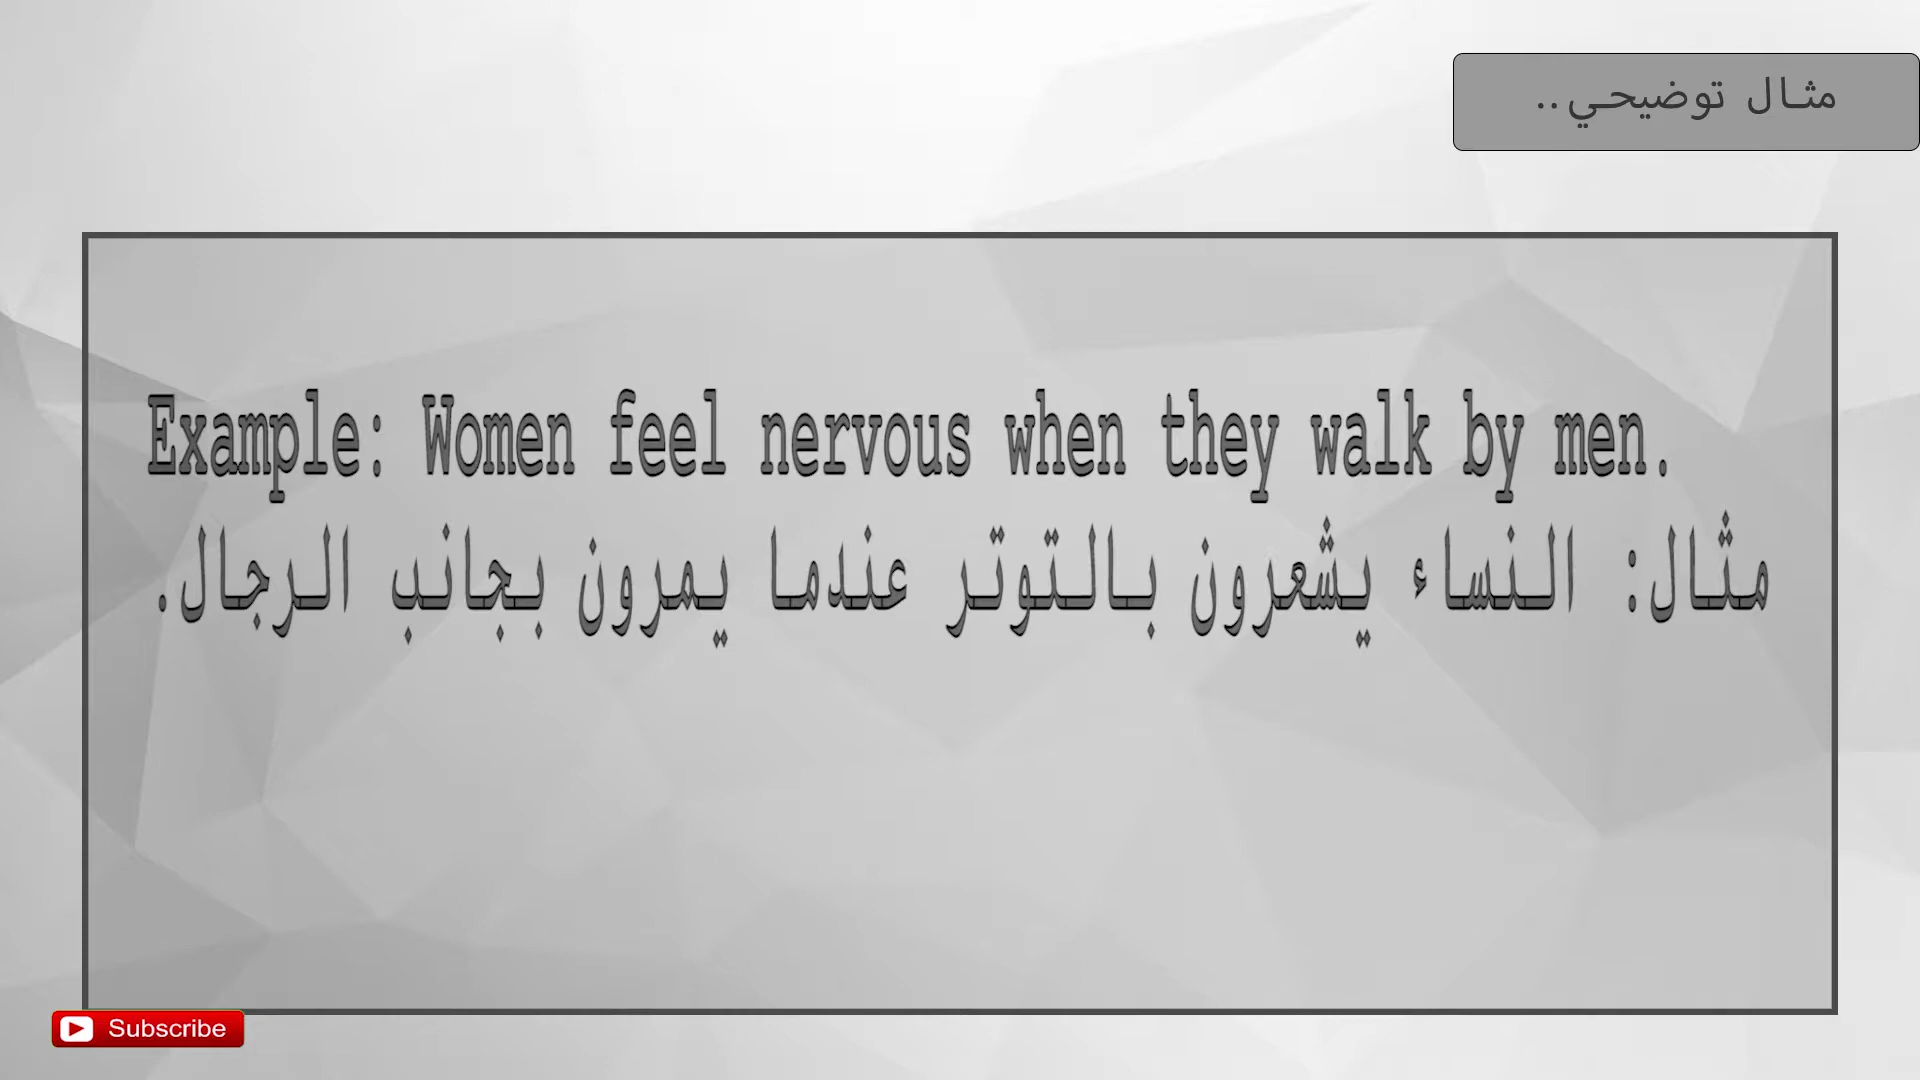 مثال توضيحي..
Example: Women feel nervous when they walk by men.
مثال: النساء يشعرون بالتوتر عندما يمرون بجانب الرجال.
Subscribe